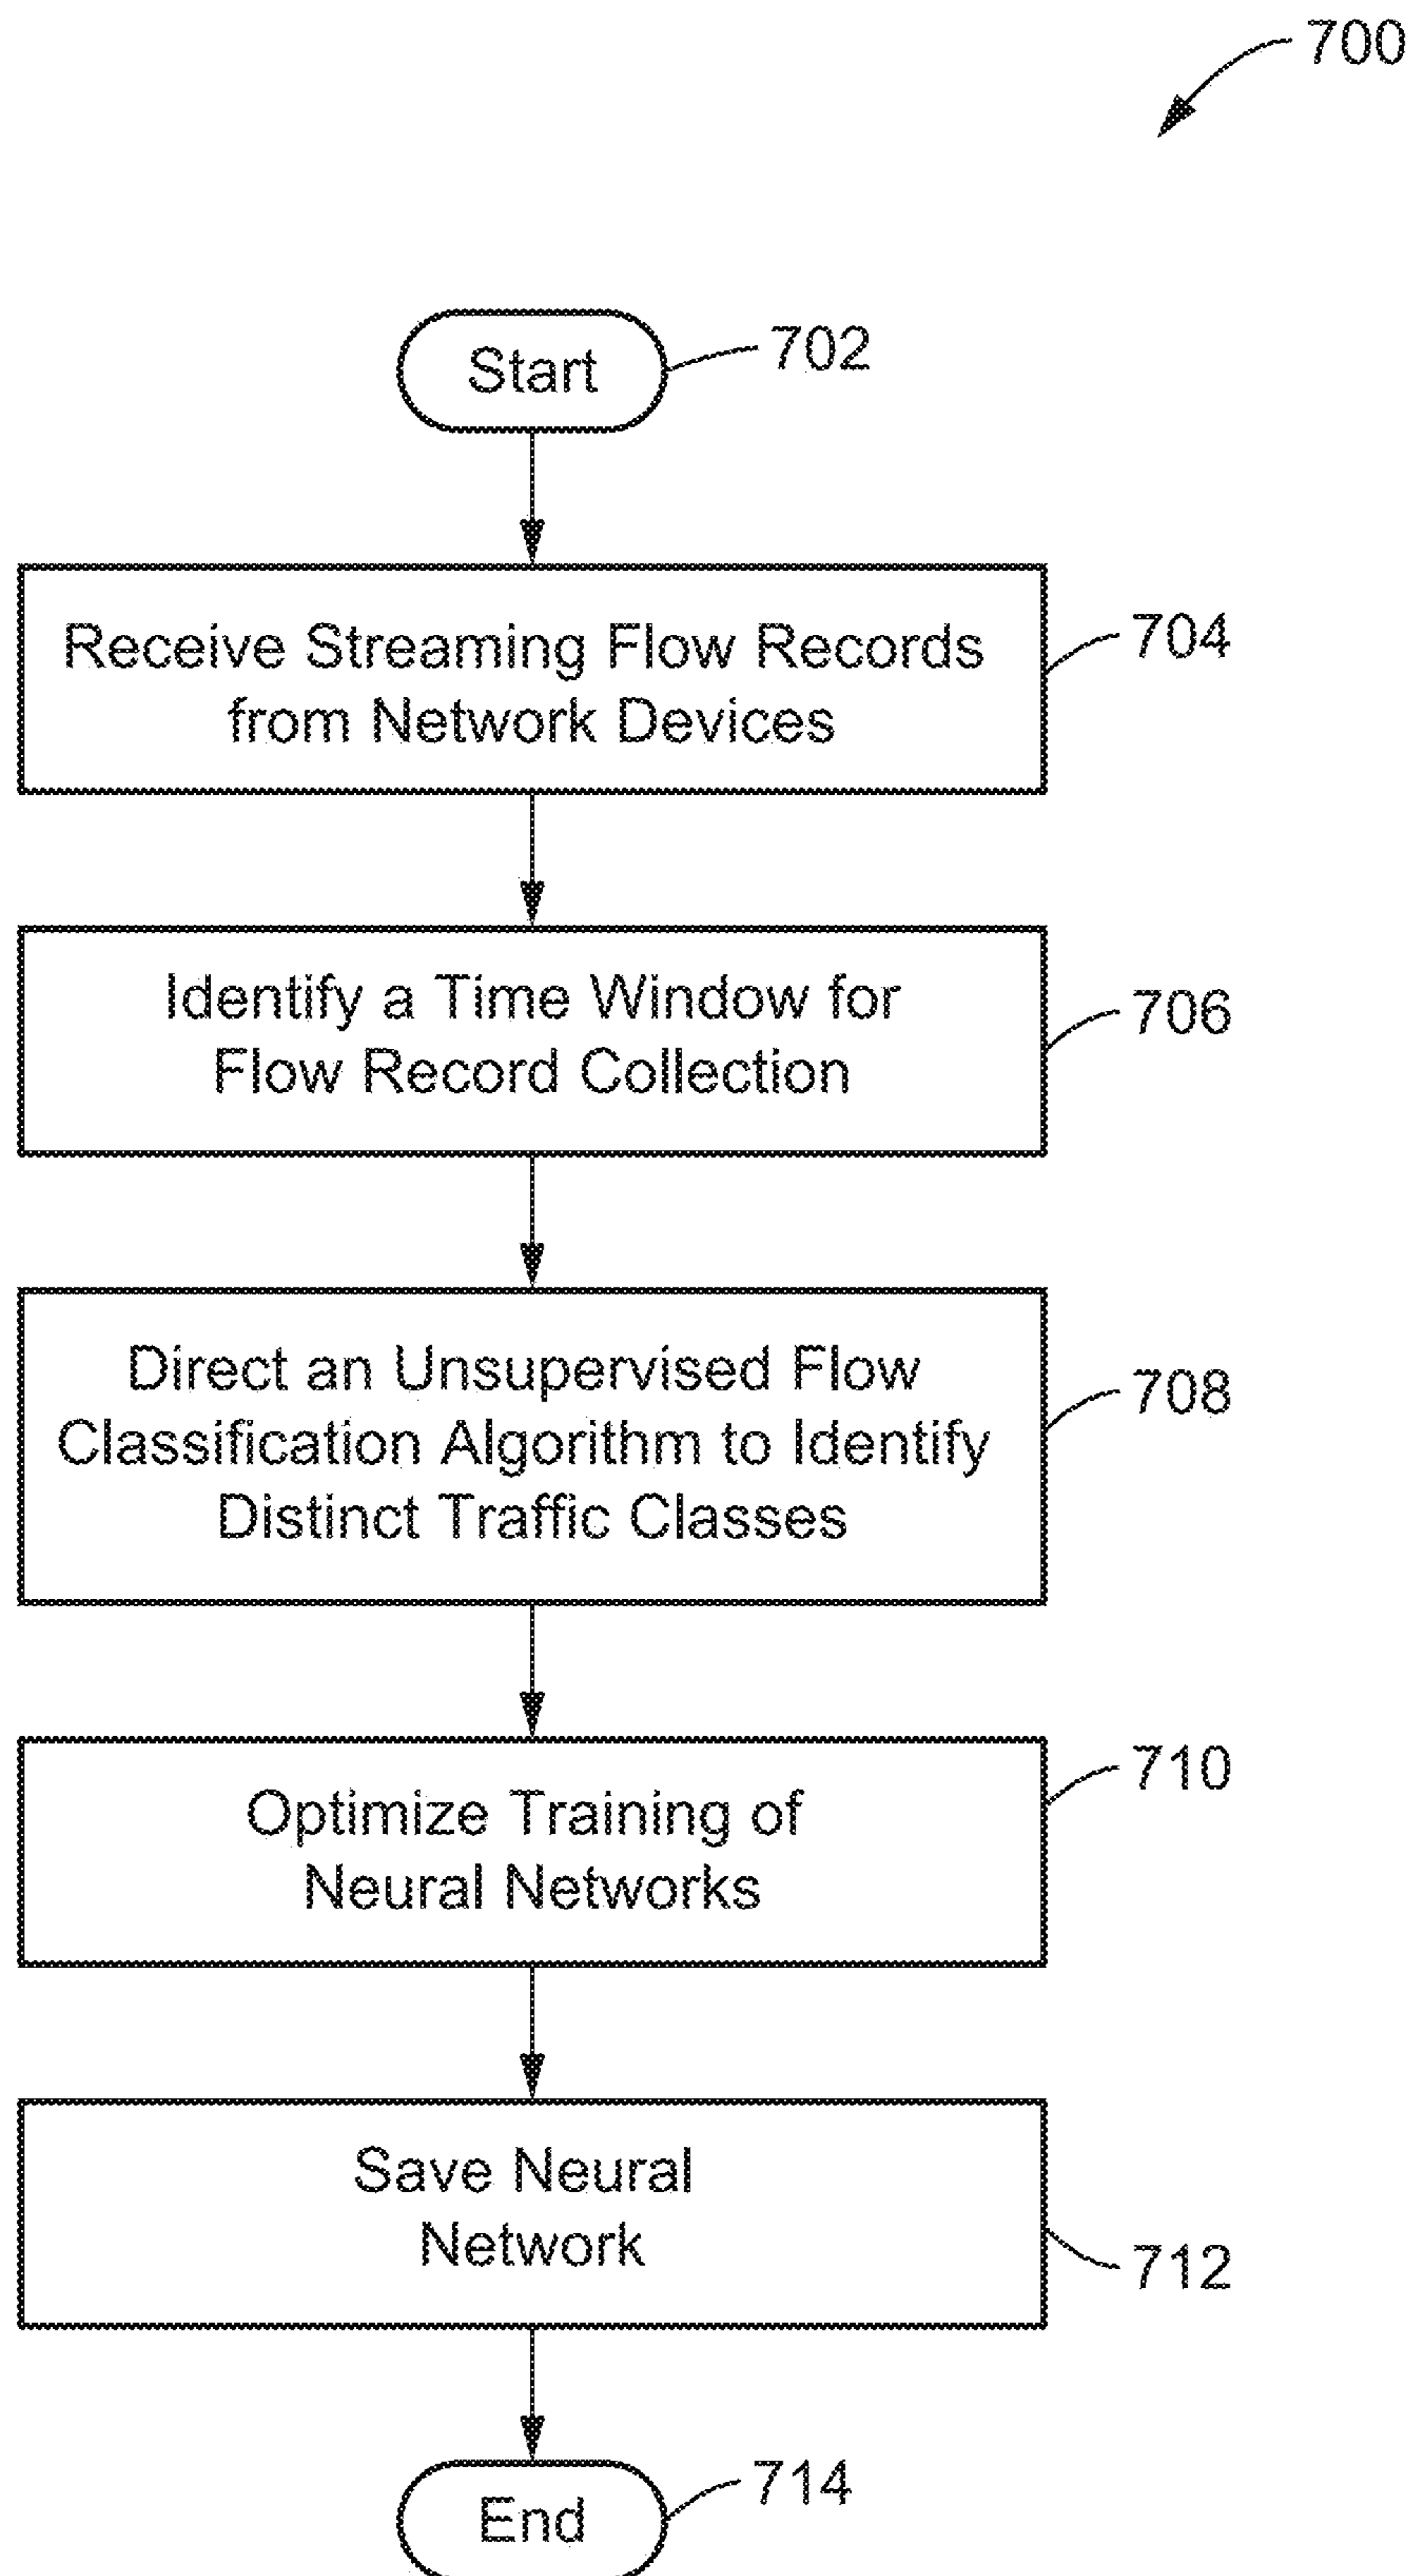 700
Start
702
Receive Streaming Flow Records
from Network Devices
704
Identify a Time Window for
Flow Record Collection
706
Direct an Unsupervised Flow
Classification Algorithm to Identify
Distinct Traffic Classes
708
Optimize Training of
Neural Networks
710
Save Neural
Network
712
End
714